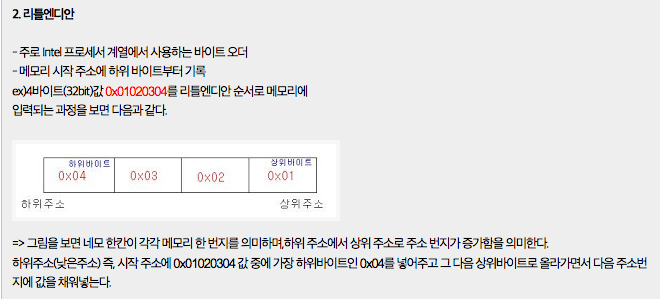 2. 리틀엔디안
- 주로 Intel 프로세서 계열에서 사용하는 바이트 오더
- 메모리 시작 주소에 하위 바이트부터 기록
ex)4바이트(32bit)값 0x01020304를 리틀엔디안 순서로 메모리에
입력되는 과정을 보면 다음과 같다.
하위바이트 상위바이트
0x04 0x03 0x02 0x01
하위주소 상위주소
=> 그림을 보면 네모 한칸이 각각 메모리 한 번지를 의미하며,하위 주소에서 상위 주소로 주소 번지가 증가함을 의미한다.
하위주소(낮은주소) 즉, 시작 주소에 0x01020304 값 중에 가장 하위바이트인 0x04를 넣어주고 그 다음 상위바이트로 올라가면서 다음 주소번
지에 값을 채워넣는다.